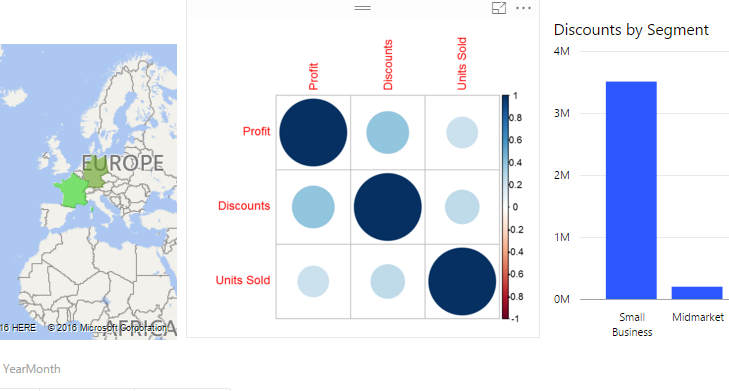 EUROPE
AFRICA
16 HERE © 2016 Microsoft Corporation
YearMonth
Profit
Discounts
Units Sold
Profit
Discounts
Units Sold
1
0.8
0.6
0.4
0.2
0
-0.2
-0.4
-0.6
-0.8
-1
Discounts by Segment
4M
3M
2M
1M
0M
Small
Business
Midmarket